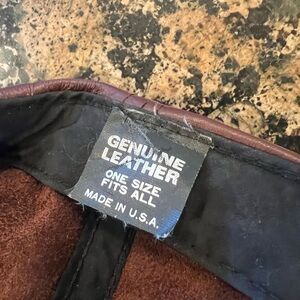 GENUINE
LEATHER
ONE SIZE
FITS ALL
MADE IN U.S.A.